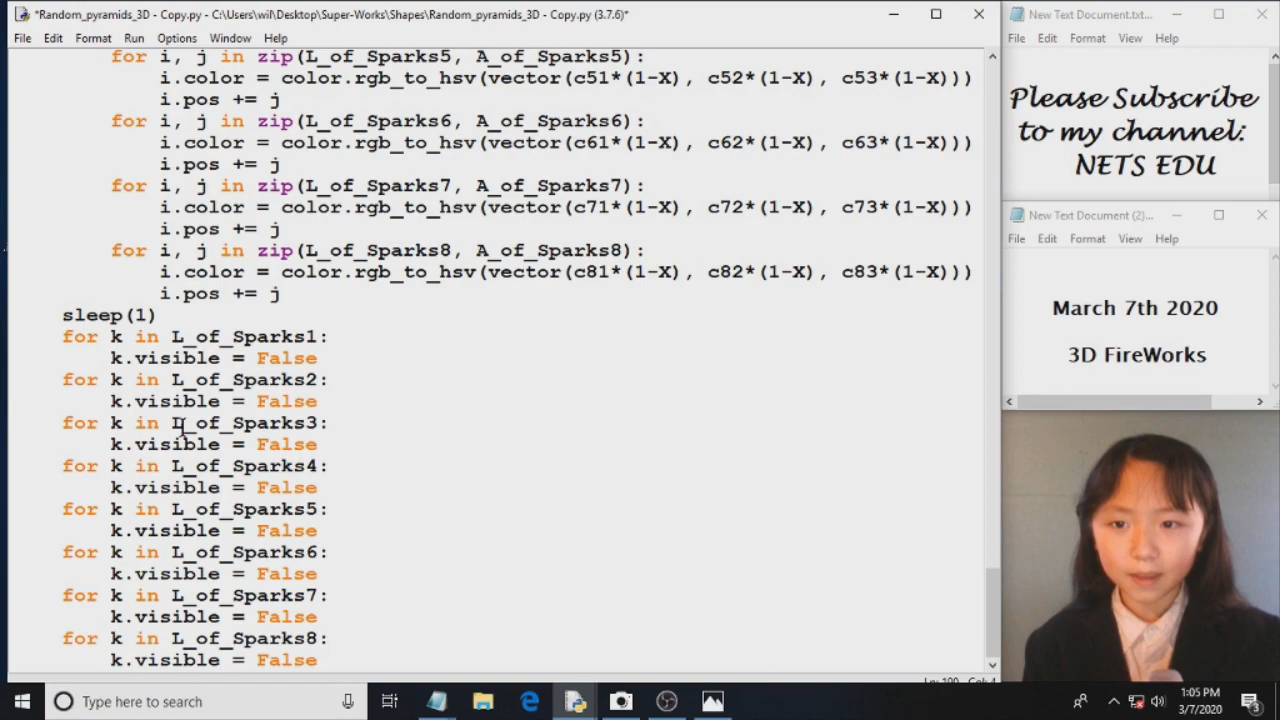 *Random_pyramids_3D - Copy.py - C:\Users\wil\Desktop\Super-Works\Shapes\Random_pyramids_3D - Copy.py (3.7.6)*
File Edit Format Run Options Window Help
for i, j in zip(L_of_Sparks5, A_of_Sparks5):
i.color = color.rgb_to_hsv(vector(c51*(1-X), c52*(1-X), c53*(1-X)))
i.pos += j
for i, j in zip(L_of_Sparks6, A_of_Sparks6):
i.color = color.rgb_to_hsv(vector(c61*(1-X), c62*(1-X), c63*(1-X)))
i.pos += j
for i, j in zip(L_of_Sparks7, A_of_Sparks7):
i.color = color.rgb_to_hsv(vector(c71*(1-X), c72*(1-X), c73*(1-X)))
i.pos += j
for i, j in zip(L_of_Sparks8, A_of_Sparks8):
i.color = color.rgb_to_hsv(vector(c81*(1-X), c82*(1-X), c83*(1-X)))
i.pos += j
sleep(1)
for k in L_of_Sparks1:
k.visible = False
for k in L_of_Sparks2:
k.visible = False
for k in L_of_Sparks3:
k.visible = False
for k in L_of_Sparks4:
k.visible = False
for k in L_of_Sparks5:
k.visible = False
for k in L_of_Sparks6:
k.visible = False
for k in L_of_Sparks7:
k.visible = False
for k in L_of_Sparks8:
k.visible = False
New Text Document.txt...
File Edit Format View Help
Please Subscribe
to my channel:
NETS EDU
New Text Document (2)...
File Edit Format View Help
March 7th 2020
3D FireWorks
Type here to search
1:05 PM
3/7/2020
3